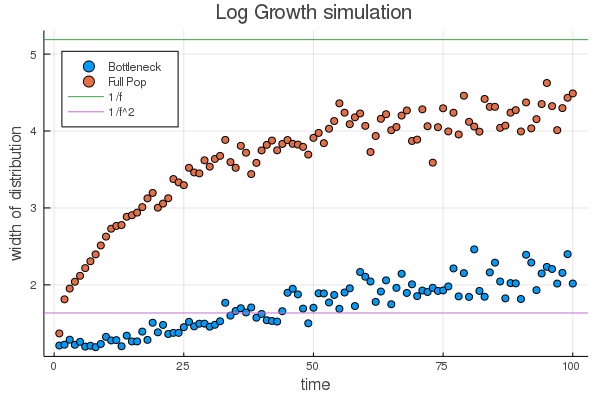 Log Growth simulation
5
4
3
2
width of distribution
Bottleneck
Full Pop
1/f
1/f^2
0
25
50
75
100
time